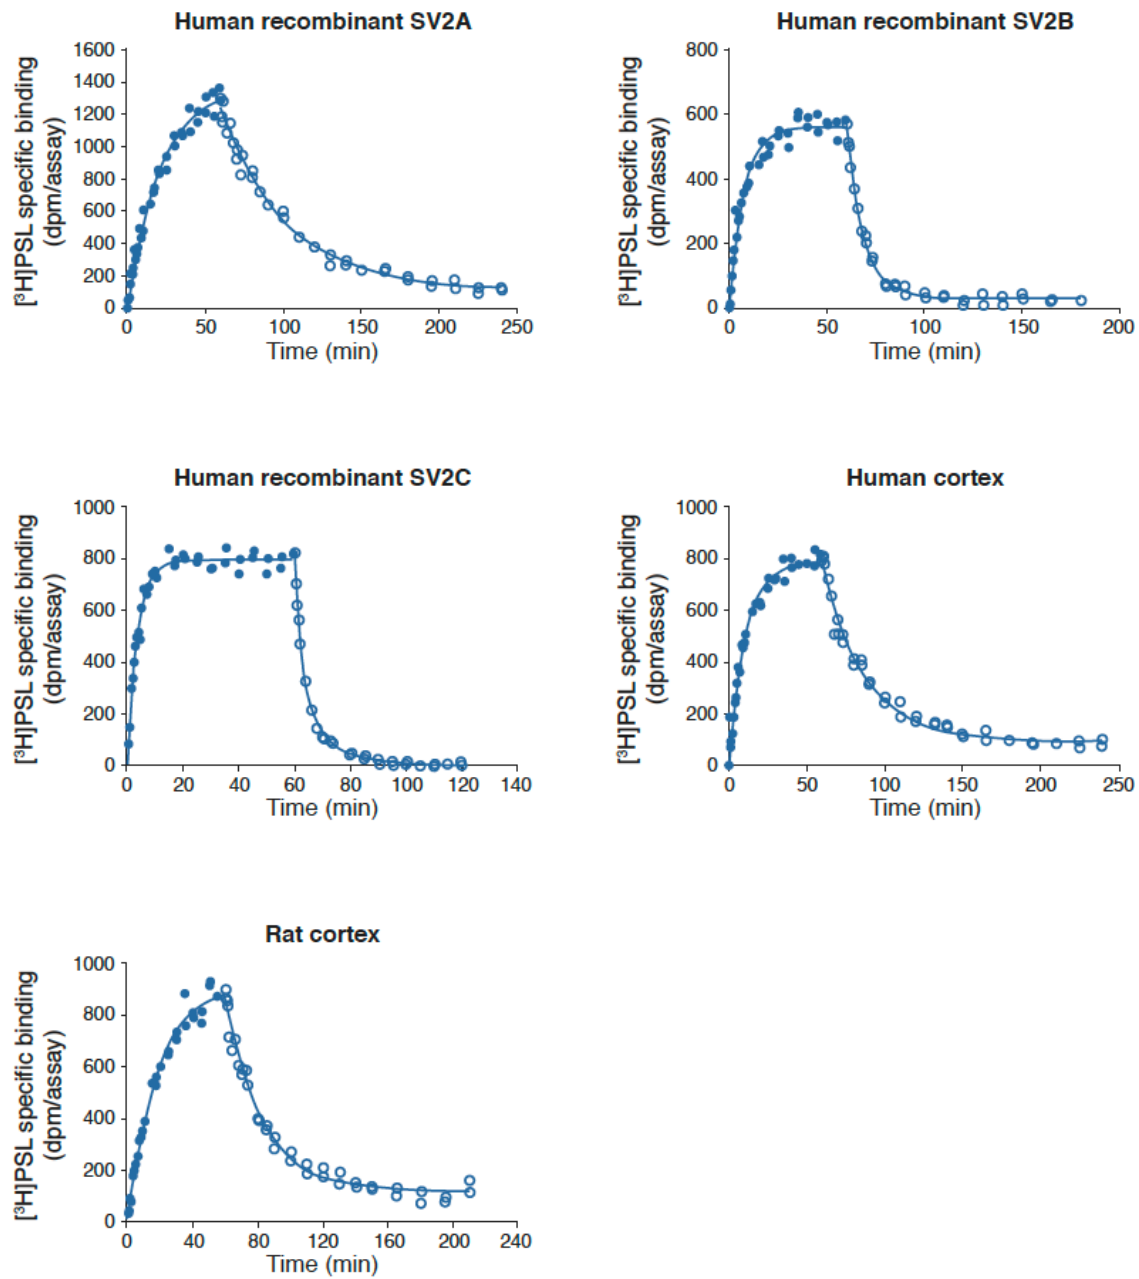 Human recombinant SV2A
[³H]PSL specific binding
(dpm/assay)
1600
1400
1200
1000
800
600
400
200
0
0 50 100 150 200 250
Time (min)
Human recombinant SV2B
[³H]PSL specific binding
(dpm/assay)
800
600
400
200
0
0 50 100 150 200
Time (min)
Human recombinant SV2C
[³H]PSL specific binding
(dpm/assay)
1000
800
600
400
200
0
0 20 40 60 80 100 120 140
Time (min)
Human cortex
[³H]PSL specific binding
(dpm/assay)
1000
800
600
400
200
0
0 50 100 150 200 250
Time (min)
Rat cortex
[³H]PSL specific binding
(dpm/assay)
1000
800
600
400
200
0
0 40 80 120 160 200 240
Time (min)